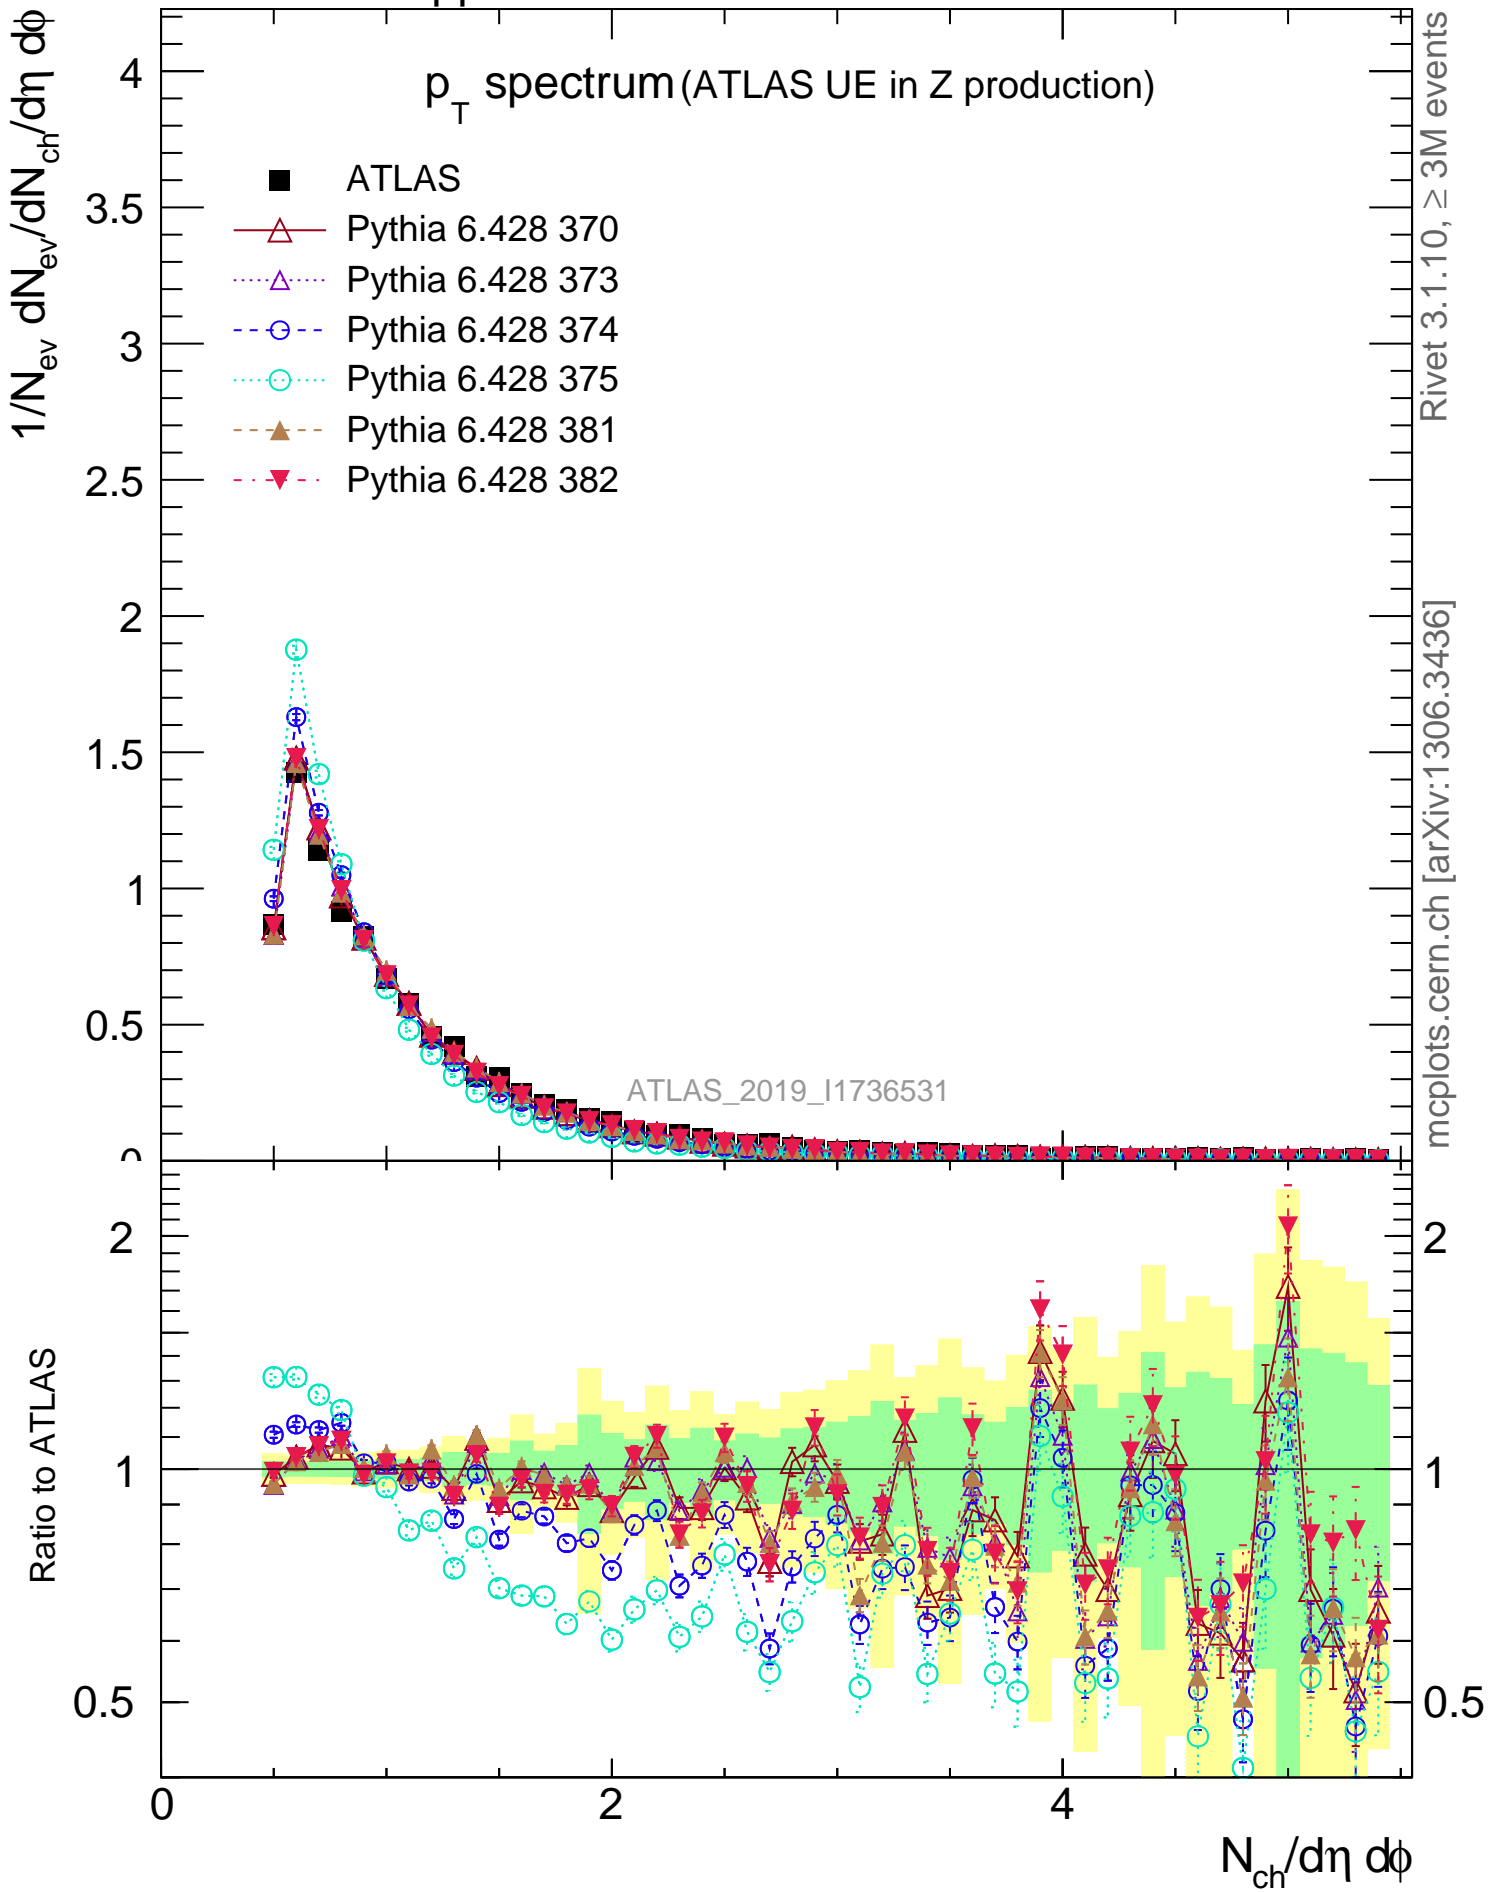 1/N_ev dN_ev/dN_ch/dη dϕ
p_T spectrum (ATLAS UE in Z production)
ATLAS
Pythia 6.428 370
Pythia 6.428 373
Pythia 6.428 374
Pythia 6.428 375
Pythia 6.428 381
Pythia 6.428 382
4
3.5
3
2.5
2
1.5
1
0.5
0
ATLAS_2019_I1736531
Rivet 3.1.10, ≥ 3M events
mcplots.cern.ch [arXiv:1306.3436]
Ratio to ATLAS
2
1
0.5
2
1
0.5
0
2
4
N_ch/dη dϕ